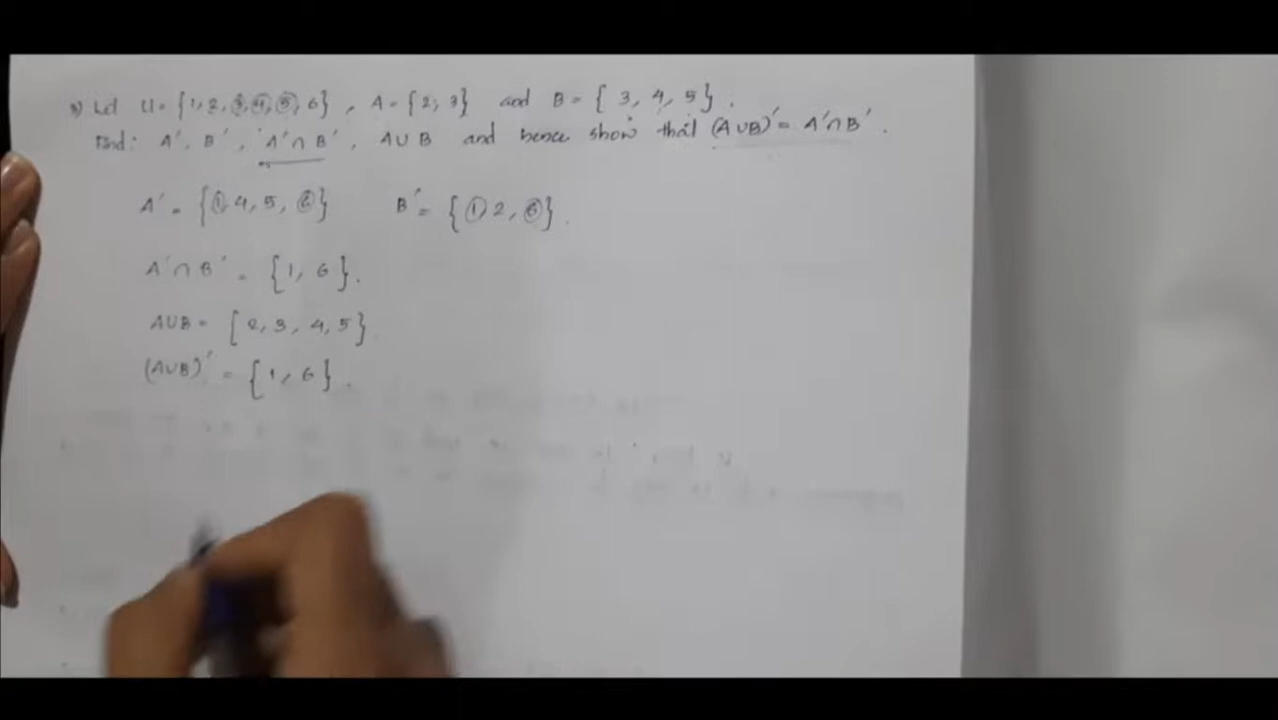 3) Let U = {1, 2, 3, 4, 5, 6}, A = {2, 3} and B = {3, 4, 5}.
Find: A', B', A'∩B', A∪B and hence show that (A∪B)' = A'∩B'.
A' = {1, 4, 5, 6} B' = {1, 2, 6}.
A'∩B' = {1, 6}.
A∪B = [2, 3, 4, 5}
(A∪B)' = {1, 6}.